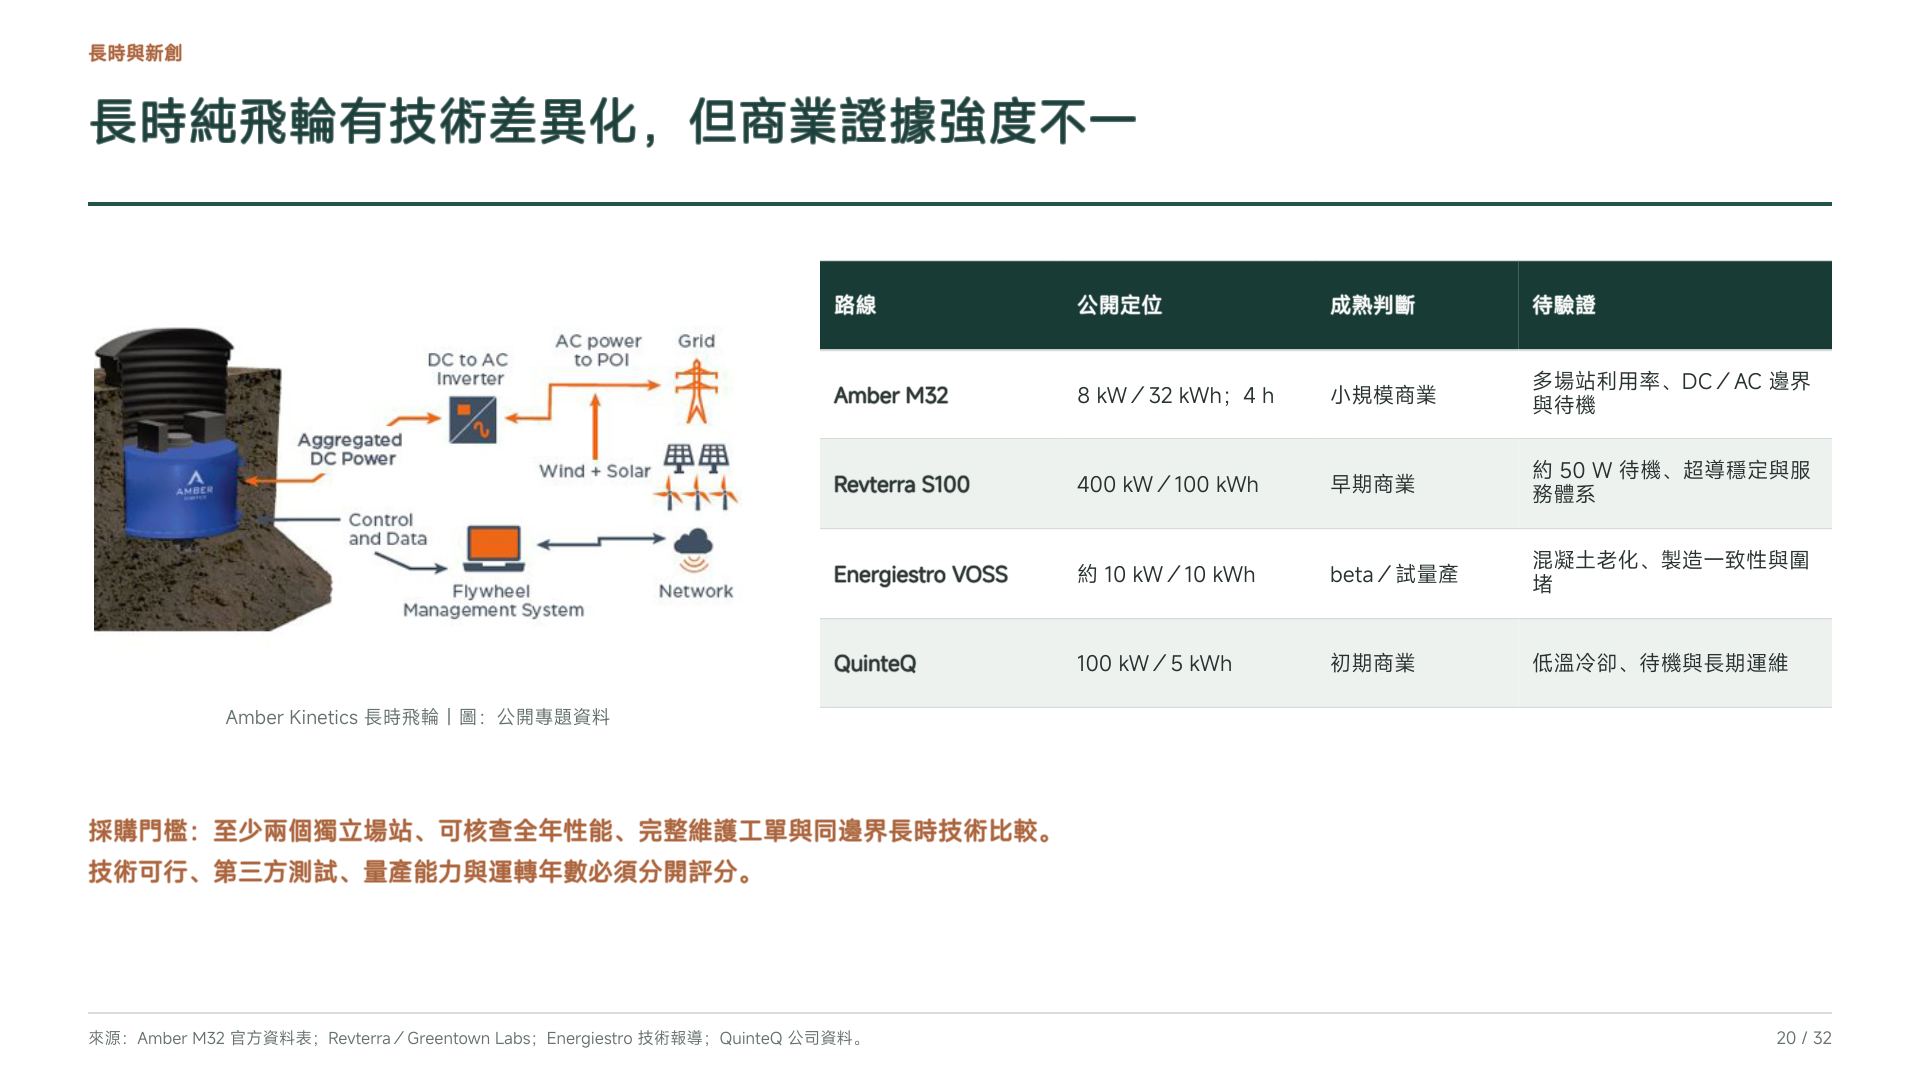 長時與新創
長時純飛輪有技術差異化，但商業證據強度不一
AC power
to POI
Grid
DC to AC
Inverter
Aggregated
DC Power
Wind + Solar
AMBER
Control
and Data
Flywheel
Management System
Network
Amber Kinetics 長時飛輪｜圖：公開專題資料
路線 公開定位 成熟判斷 待驗證
Amber M32 8 kW／32 kWh；4 h 小規模商業 多場站利用率、DC／AC 邊界
與待機
Revterra S100 400 kW／100 kWh 早期商業 約 50 W 待機、超導穩定與服
務體系
Energiestro VOSS 約 10 kW／10 kWh beta／試量產 混凝土老化、製造一致性與圍
堵
QuinteQ 100 kW／5 kWh 初期商業 低溫冷卻、待機與長期運維
採購門檻：至少兩個獨立場站、可核查全年性能、完整維護工單與同邊界長時技術比較。
技術可行、第三方測試、量產能力與運轉年數必須分開評分。
來源：Amber M32 官方資料表；Revterra／Greentown Labs；Energiestro 技術報導；QuinteQ 公司資料。
20 / 32